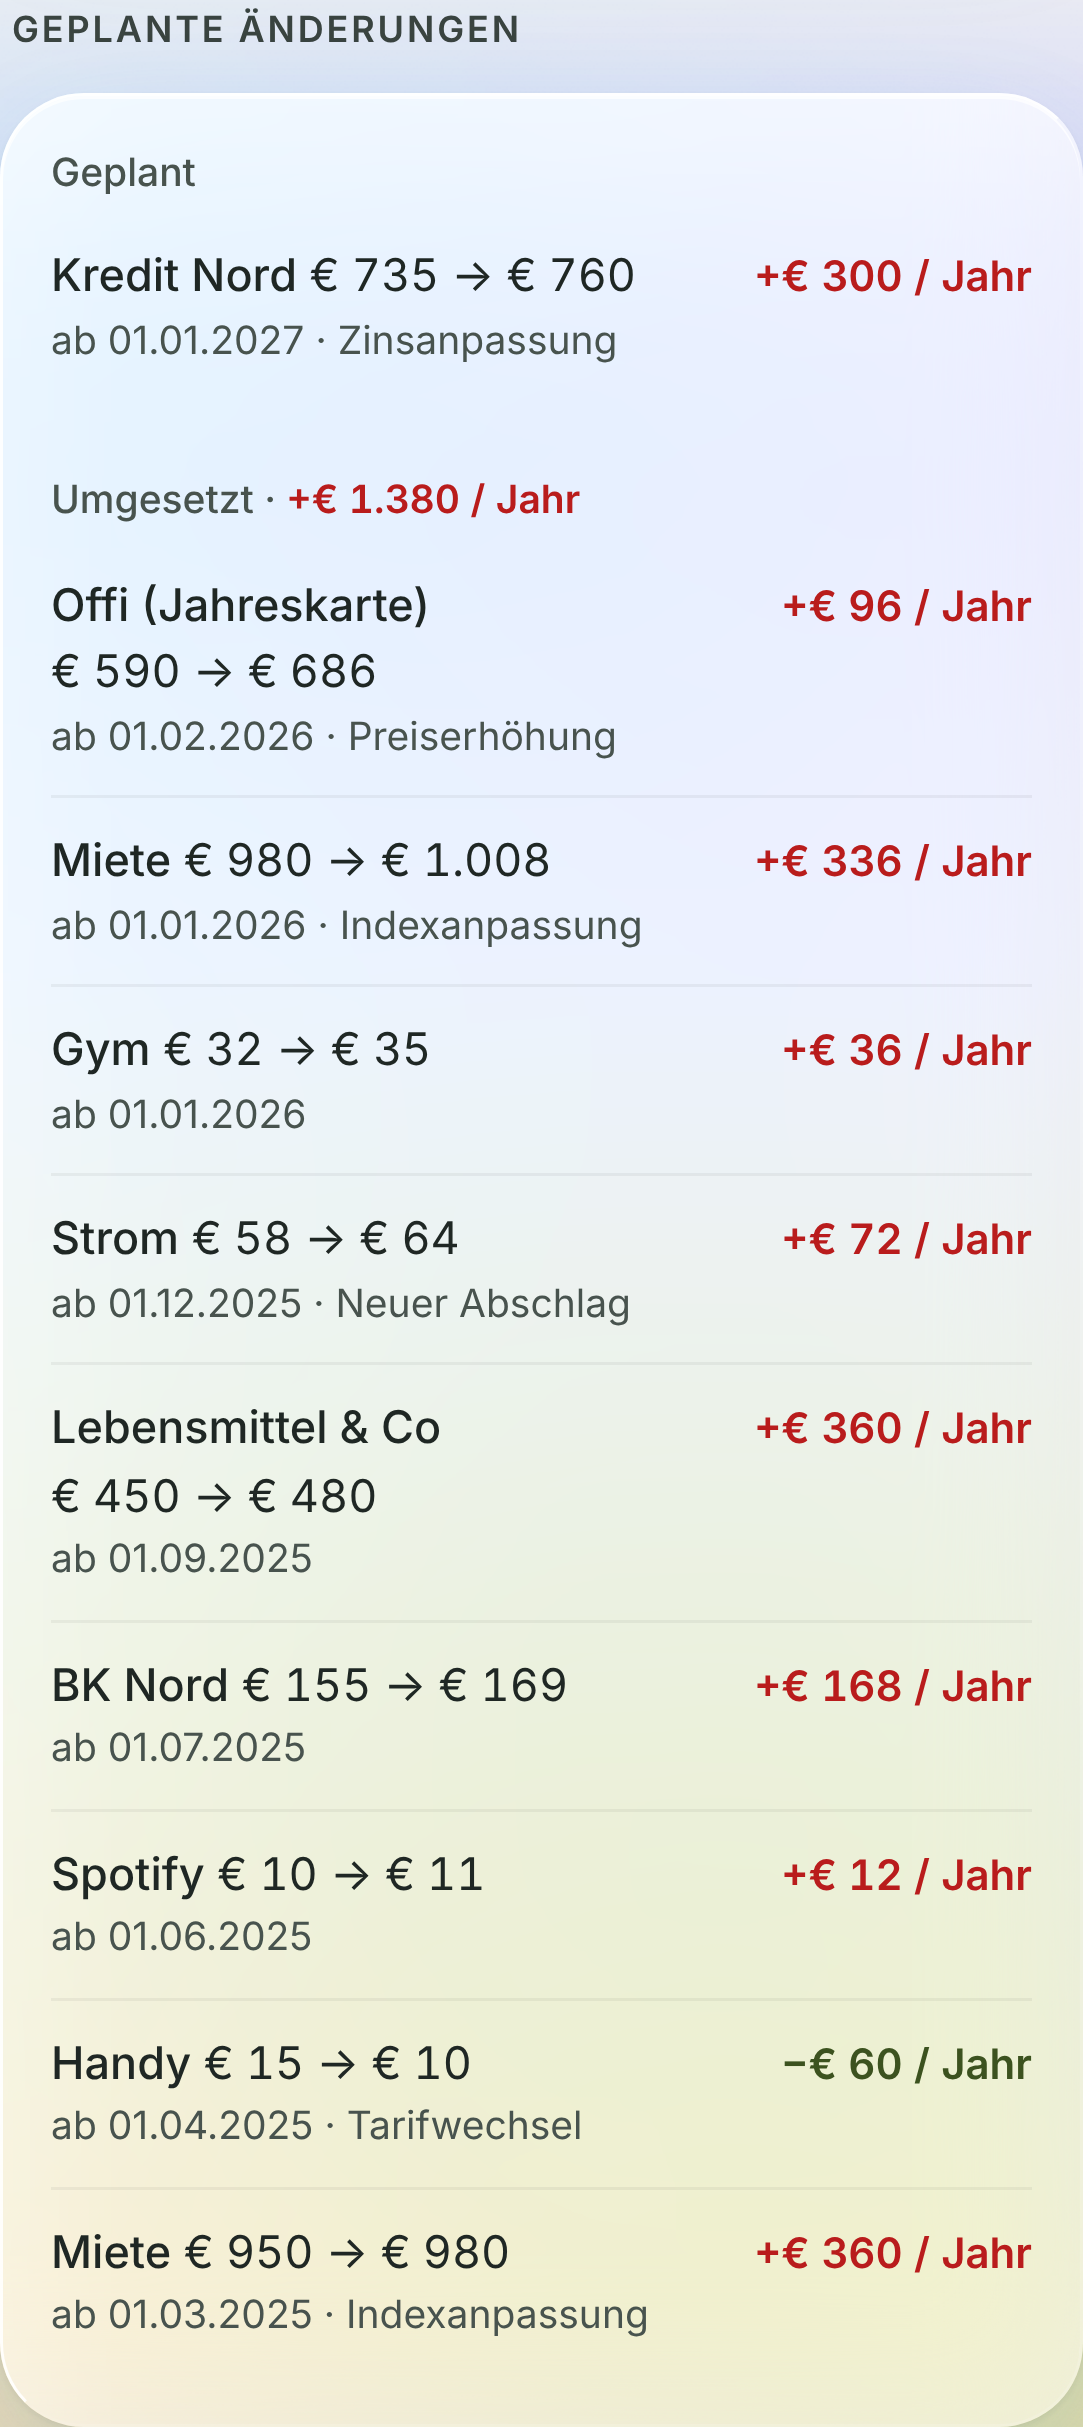 GEPLANTE ÄNDERUNGEN
Geplant
Kredit Nord € 735 → € 760 +€ 300 / Jahr
ab 01.01.2027 · Zinsanpassung
Umgesetzt · +€ 1.380 / Jahr
Offi (Jahreskarte) +€ 96 / Jahr
€ 590 → € 686
ab 01.02.2026 · Preiserhöhung
Miete € 980 → € 1.008 +€ 336 / Jahr
ab 01.01.2026 · Indexanpassung
Gym € 32 → € 35 +€ 36 / Jahr
ab 01.01.2026
Strom € 58 → € 64 +€ 72 / Jahr
ab 01.12.2025 · Neuer Abschlag
Lebensmittel & Co +€ 360 / Jahr
€ 450 → € 480
ab 01.09.2025
BK Nord € 155 → € 169 +€ 168 / Jahr
ab 01.07.2025
Spotify € 10 → € 11 +€ 12 / Jahr
ab 01.06.2025
Handy € 15 → € 10 −€ 60 / Jahr
ab 01.04.2025 · Tarifwechsel
Miete € 950 → € 980 +€ 360 / Jahr
ab 01.03.2025 · Indexanpassung